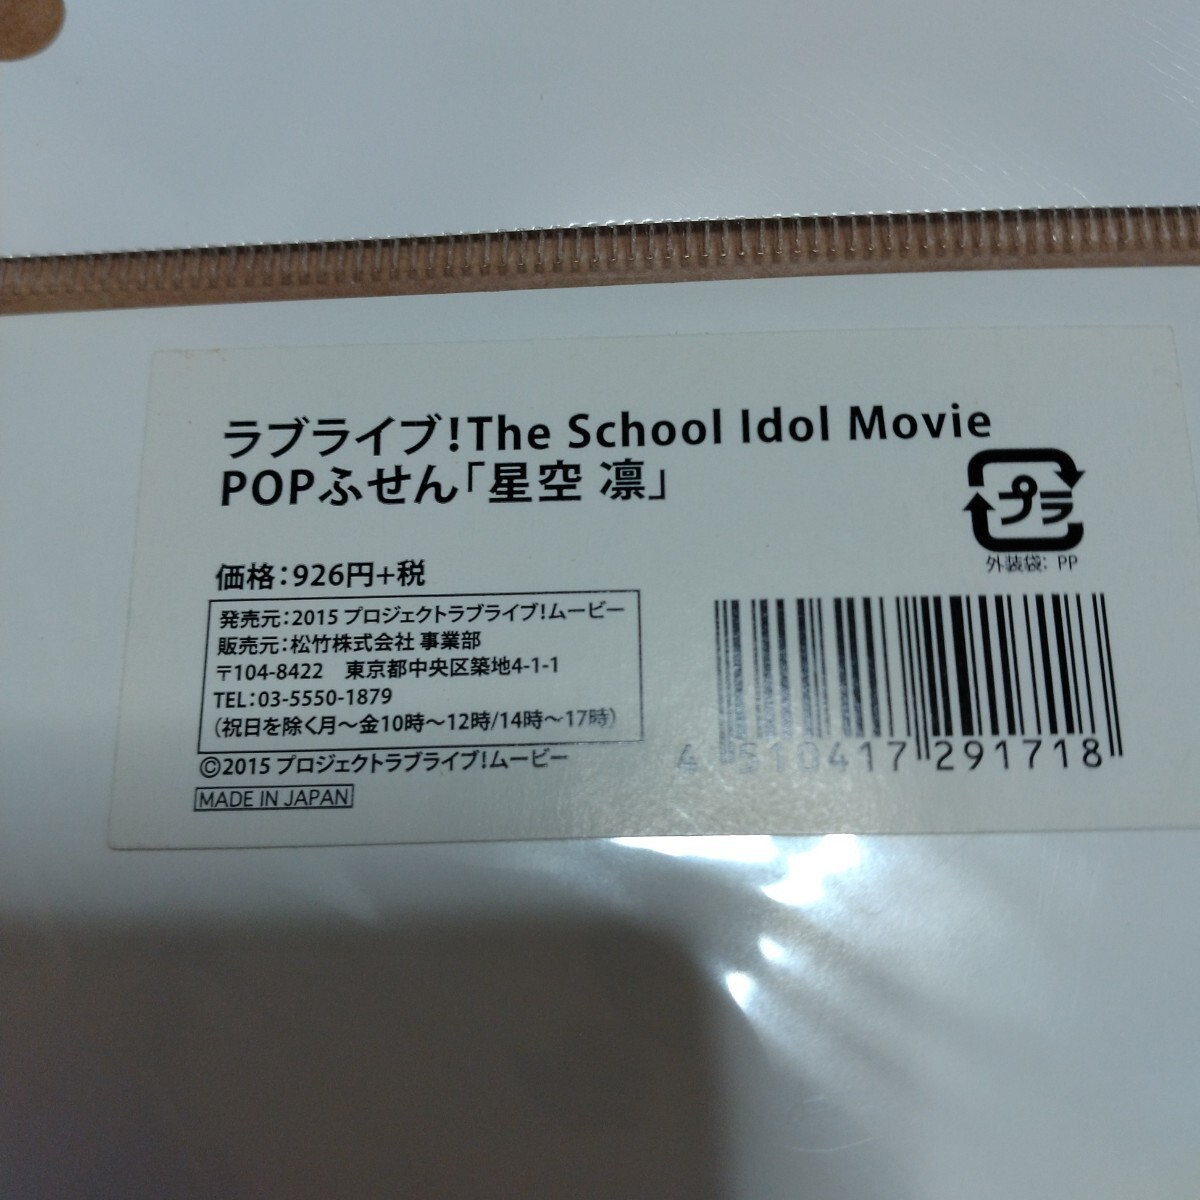 ラブライブ!The School Idol Movie
POPふせん「星空 凛」
プラ
外装袋: PP
価格:926円+税
発売元:2015 プロジェクトラブライブ!ムービー
販売元:松竹株式会社 事業部
〒104-8422 東京都中央区築地4-1-1
TEL:03-5550-1879
(祝日を除く月～金10時～12時/14時～17時)
©2015 プロジェクトラブライブ!ムービー
MADE IN JAPAN
4 510417 291718